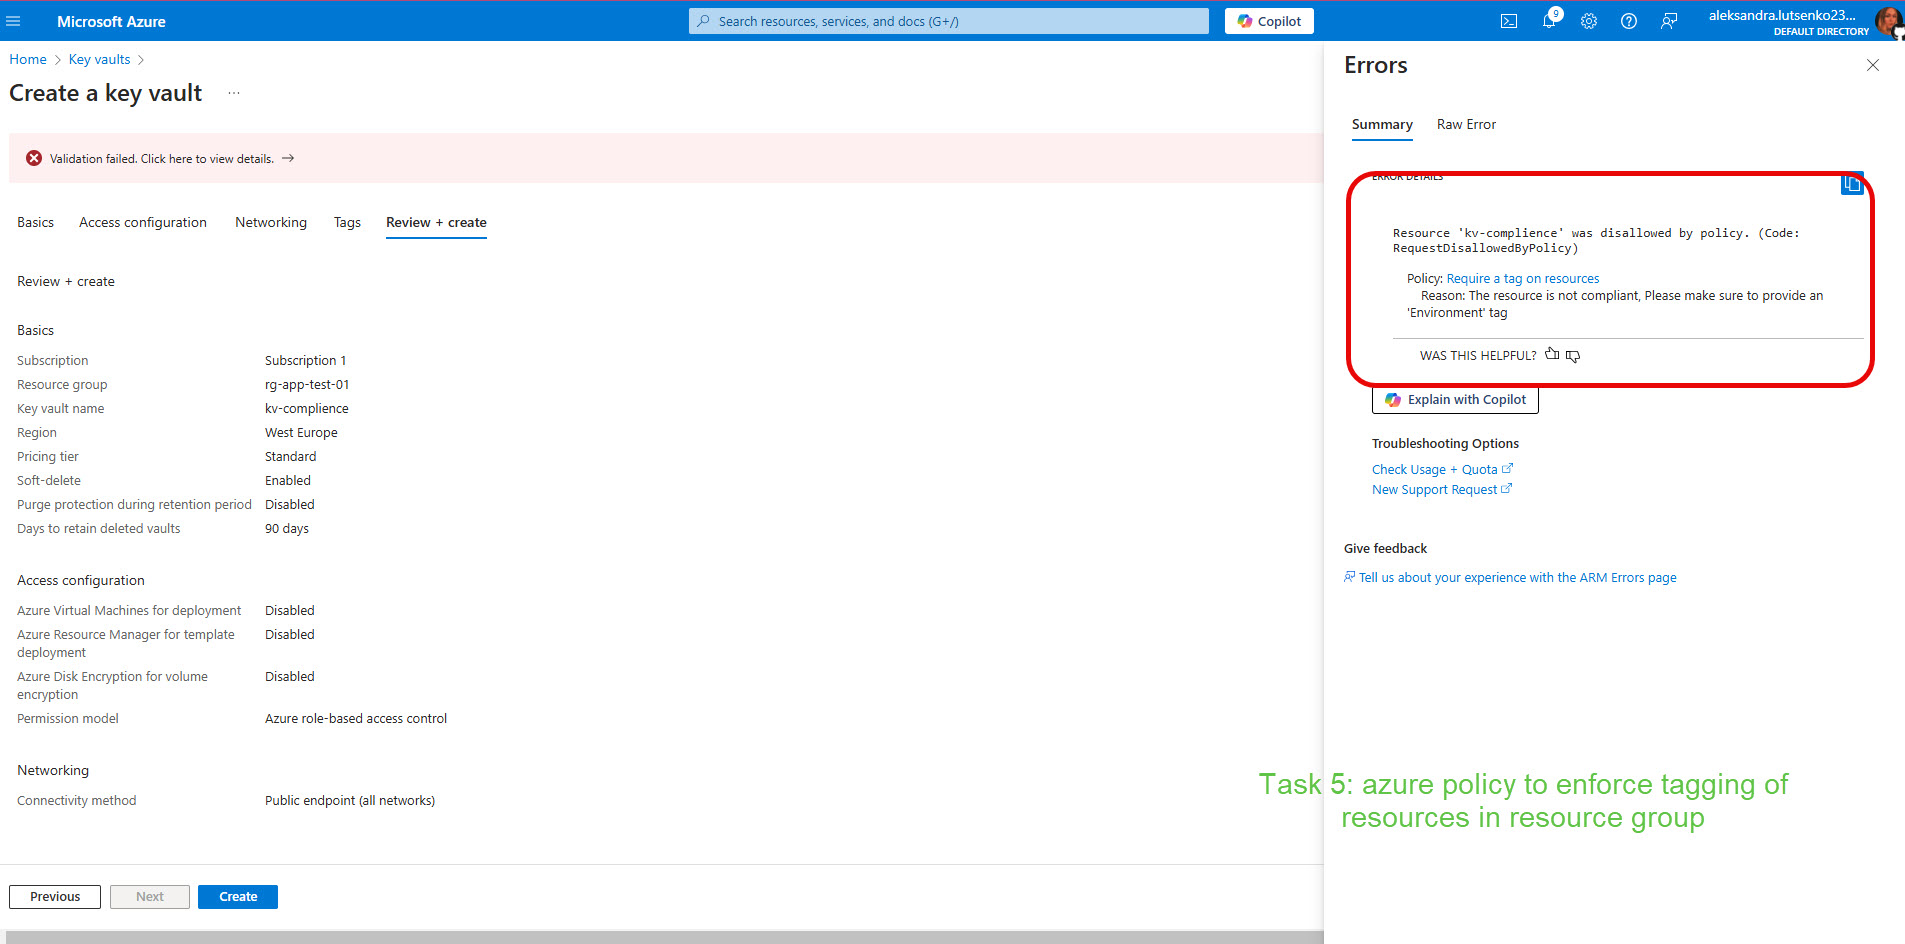 Microsoft Azure
Search resources, services, and docs (G+/)
Copilot
9
aleksandra.lutsenko23...
DEFAULT DIRECTORY
Home > Key vaults >
Create a key vault ...
Validation failed. Click here to view details. →
Basics
Access configuration
Networking
Tags
Review + create
Review + create
Basics
Subscription Subscription 1
Resource group rg-app-test-01
Key vault name kv-complience
Region West Europe
Pricing tier Standard
Soft-delete Enabled
Purge protection during retention period Disabled
Days to retain deleted vaults 90 days
Access configuration
Azure Virtual Machines for deployment Disabled
Azure Resource Manager for template Disabled
deployment
Azure Disk Encryption for volume Disabled
encryption
Permission model Azure role-based access control
Networking
Connectivity method Public endpoint (all networks)
Previous
Next
Create
Errors
Summary
Raw Error
ERROR DETAILS
Resource 'kv-complience' was disallowed by policy. (Code:
RequestDisallowedByPolicy)
Policy: Require a tag on resources
Reason: The resource is not compliant, Please make sure to provide an
'Environment' tag
WAS THIS HELPFUL?
Explain with Copilot
Troubleshooting Options
Check Usage + Quota
New Support Request
Give feedback
Tell us about your experience with the ARM Errors page
Task 5: azure policy to enforce tagging of
resources in resource group